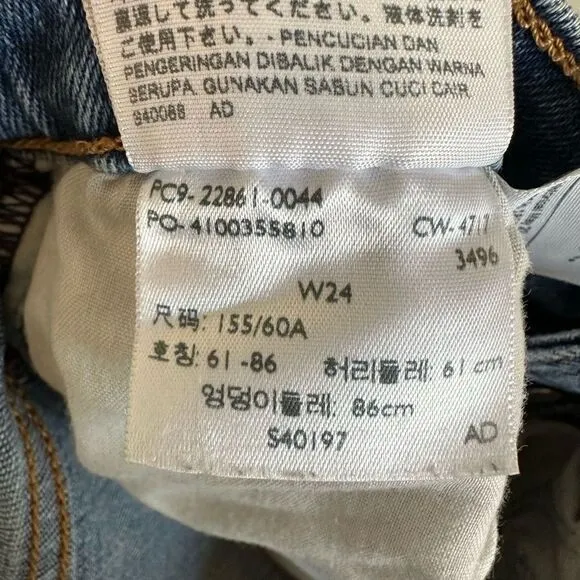 裏返して洗ってください。液体洗剤を
ご使用下さい。- PENCUCIAN DAN
PENGERINGAN DIBALIK DENGAN WARNA
SERUPA. GUNAKAN SABUN CUCI CAIR.
S40088 AD
PC9-22861-0044
PO-4100355810 CW-4717
3496
W24
尺码: 155/60A
호칭: 61-86 허리둘레: 61 cm
엉덩이둘레: 86cm
S40197 AD